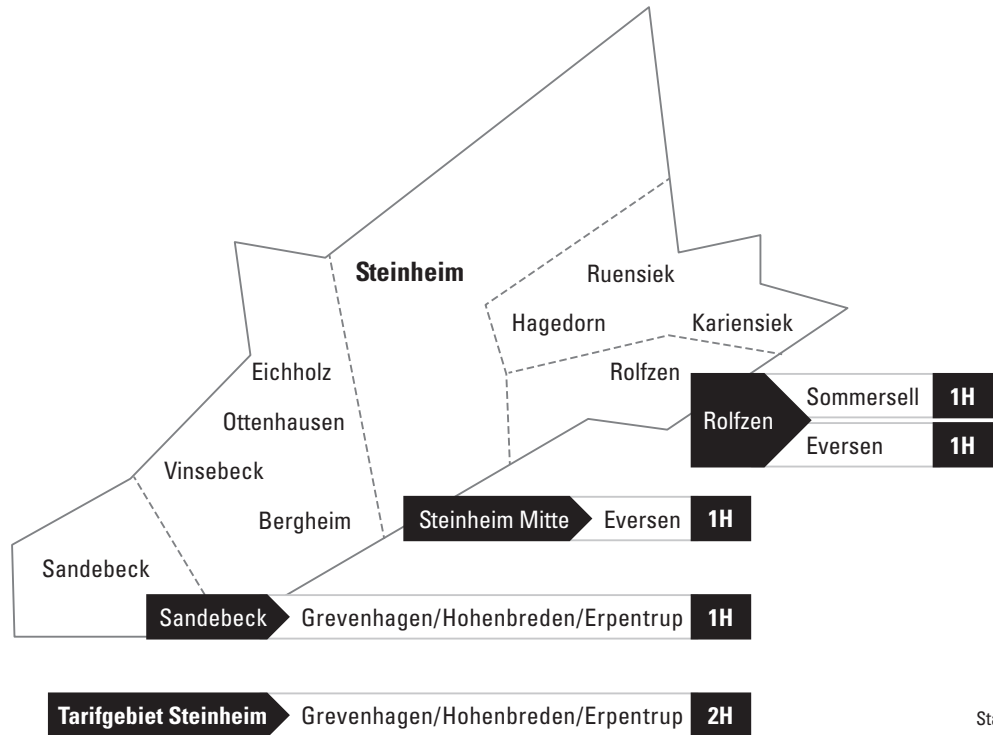 Steinheim
Ruensiek
Hagedorn
Kariensiek
Eichholz
Rolfzen
Ottenhausen
Rolfzen Sommersell 1H
Eversen 1H
Vinsebeck
Bergheim
Steinheim Mitte Eversen 1H
Sandebeck
Sandebeck Grevenhagen/Hohenbreden/Erpentrup 1H
Tarifgebiet Steinheim Grevenhagen/Hohenbreden/Erpentrup 2H